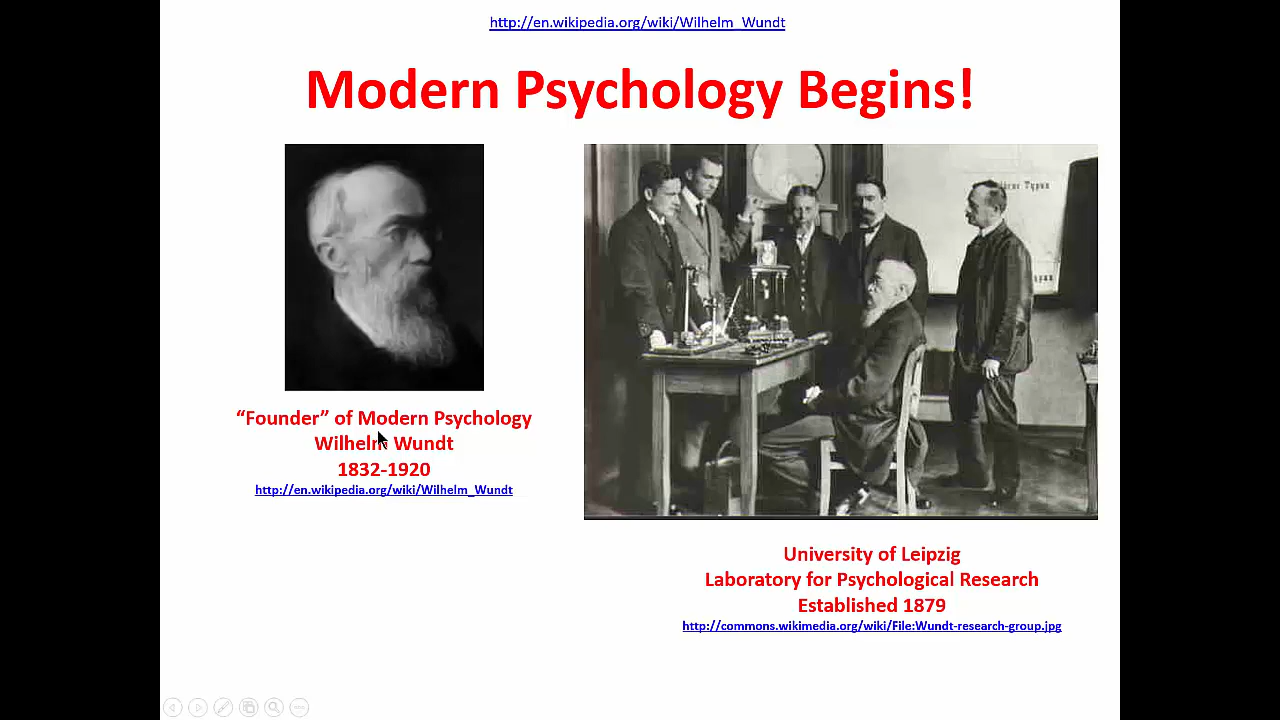 http://en.wikipedia.org/wiki/Wilhelm_Wundt
Modern Psychology Begins!
“Founder” of Modern Psychology
Wilhelm Wundt
1832-1920
http://en.wikipedia.org/wiki/Wilhelm_Wundt
University of Leipzig
Laboratory for Psychological Research
Established 1879
http://commons.wikimedia.org/wiki/File:Wundt-research-group.jpg